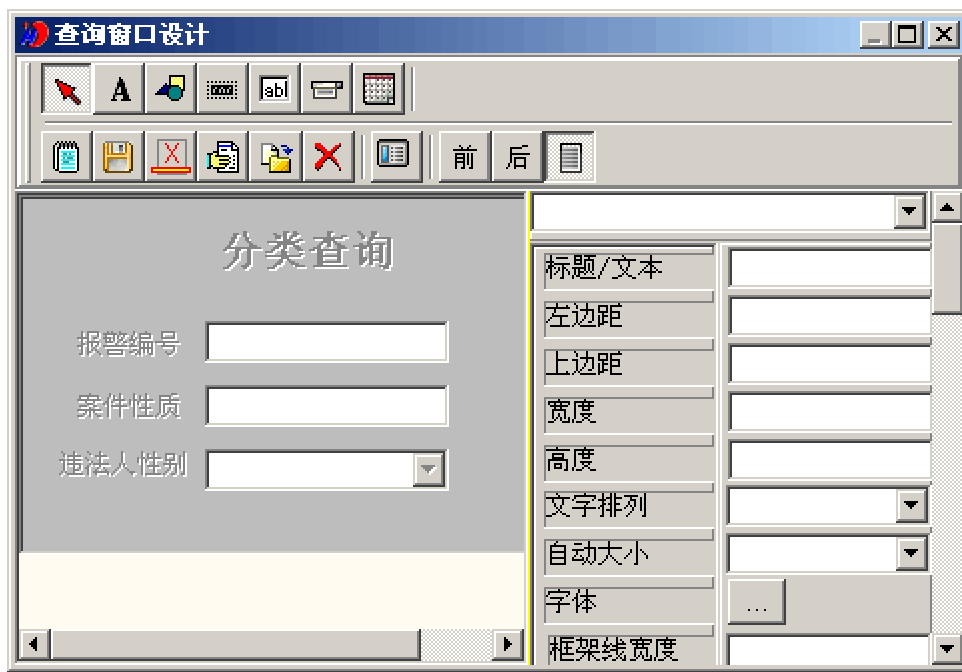 查询窗口设计
A
ab
前 后
分类查询
报警编号
案件性质
违法人性别
标题/文本
左边距
上边距
宽度
高度
文字排列
自动大小
字体
...
框架线宽度